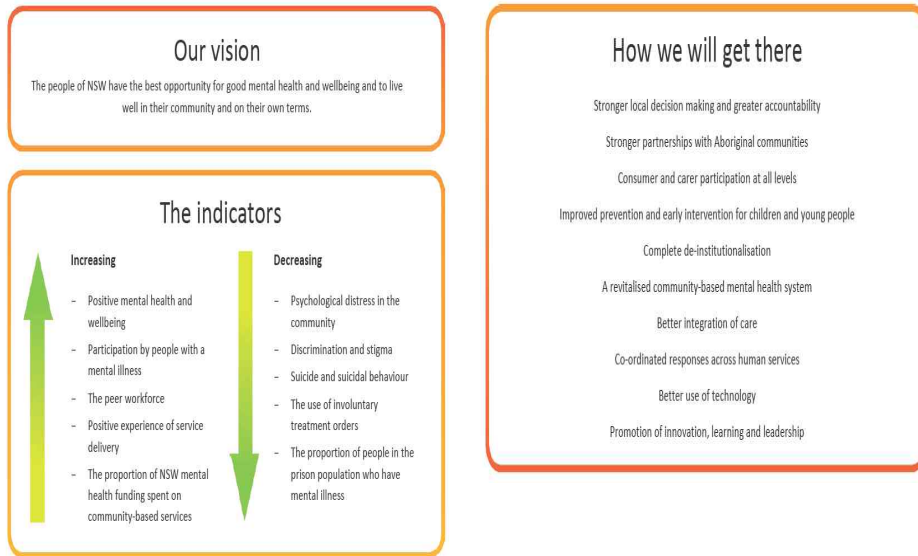 Our vision
The people of NSW have the best opportunity for good mental health and wellbeing and to live
well in their community and on their own terms.
The indicators
Increasing
– Positive mental health and
wellbeing
– Participation by people with a
mental illness
– The peer workforce
– Positive experience of service
delivery
– The proportion of NSW mental
health funding spent on
community-based services
Decreasing
– Psychological distress in the
community
– Discrimination and stigma
– Suicide and suicidal behaviour
– The use of involuntary
treatment orders
– The proportion of people in the
prison population who have
mental illness
How we will get there
Stronger local decision making and greater accountability
Stronger partnerships with Aboriginal communities
Consumer and carer participation at all levels
Improved prevention and early intervention for children and young people
Complete de-institutionalisation
A revitalised community-based mental health system
Better integration of care
Co-ordinated responses across human services
Better use of technology
Promotion of innovation, learning and leadership